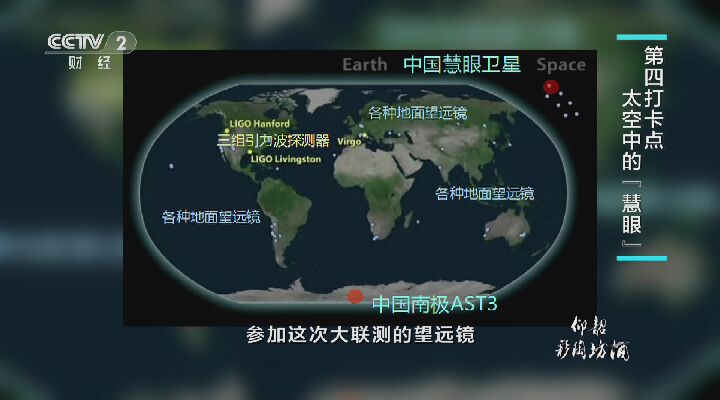 CCTV 2
财 经
Earth
中国慧眼卫星
Space
各种地面望远镜
LIGO Hanford
三组引力波探测器
Virgo
LIGO Livingston
各种地面望远镜
各种地面望远镜
中国南极AST3
参加这次大联测的望远镜
第四打卡点
太空中的『慧眼』
仰韶
彩陶坊酒